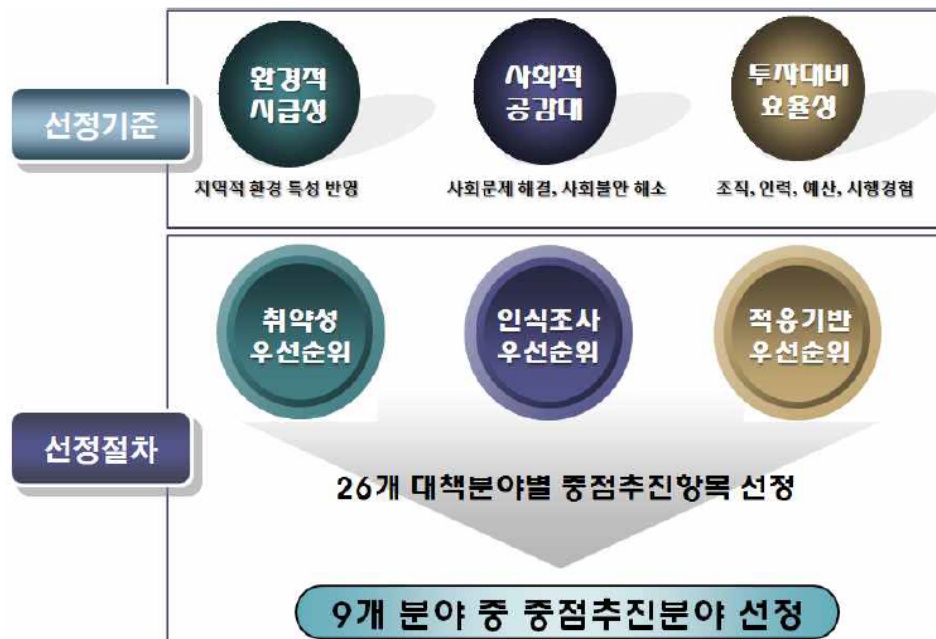 선정기준
환경적
시급성
사회적
공감대
투자대비
효율성
지역적 환경 특성 반영
사회문제 해결, 사회불안 해소
조직, 인력, 예산, 시행경험
선정절차
취약성
우선순위
인식조사
우선순위
적응기반
우선순위
26개 대책분야별 중점추진항목 선정
9개 분야 중 중점추진분야 선정